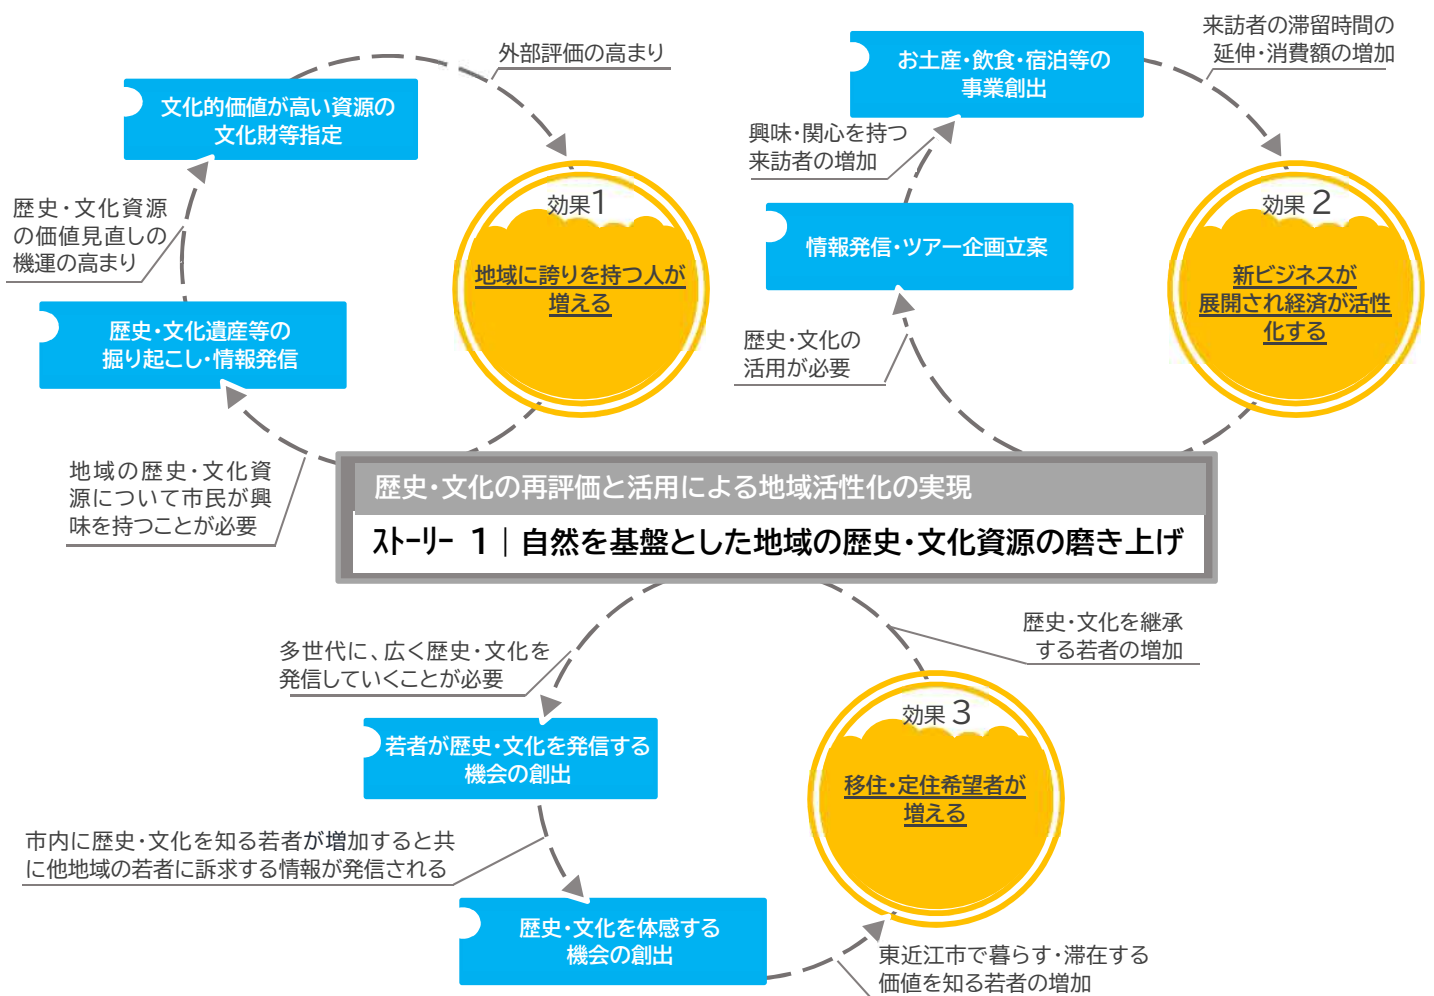 外部評価の高まり
文化的価値が高い資源の
文化財等指定
歴史・文化資源
の価値見直しの
機運の高まり
効果1
地域に誇りを持つ人が
増える
歴史・文化遺産等の
掘り起こし・情報発信
地域の歴史・文化資
源について市民が興
味を持つことが必要
来訪者の滞留時間の
延伸・消費額の増加
お土産・飲食・宿泊等の
事業創出
興味・関心を持つ
来訪者の増加
効果 2
情報発信・ツアー企画立案
新ビジネスが
展開され経済が活性
化する
歴史・文化の
活用が必要
歴史・文化の再評価と活用による地域活性化の実現
ｽﾄｰﾘｰ 1｜自然を基盤とした地域の歴史・文化資源の磨き上げ
多世代に、広く歴史・文化を
発信していくことが必要
歴史・文化を継承
する若者の増加
若者が歴史・文化を発信する
機会の創出
効果 3
移住・定住希望者が
増える
市内に歴史・文化を知る若者が増加すると共
に他地域の若者に訴求する情報が発信される
歴史・文化を体感する
機会の創出
東近江市で暮らす・滞在する
価値を知る若者の増加